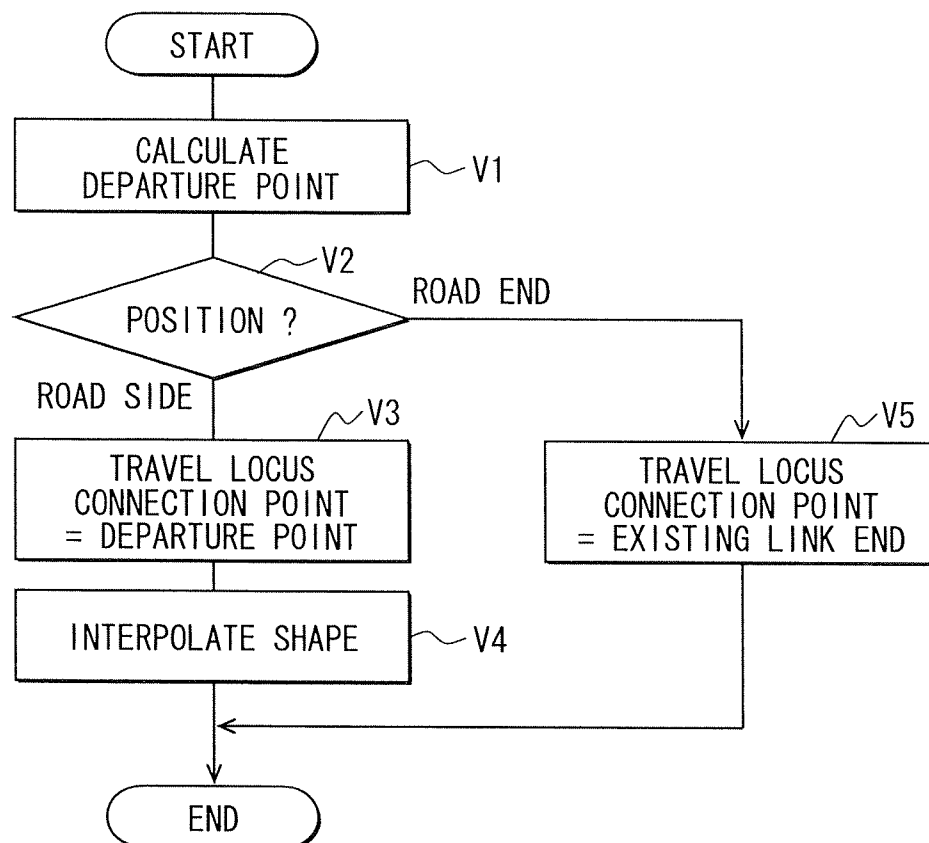 START
CALCULATE
DEPARTURE POINT
V1
V2
POSITION ?
ROAD END
ROAD SIDE
V3
TRAVEL LOCUS
CONNECTION POINT
= DEPARTURE POINT
V5
TRAVEL LOCUS
CONNECTION POINT
= EXISTING LINK END
INTERPOLATE SHAPE
V4
END